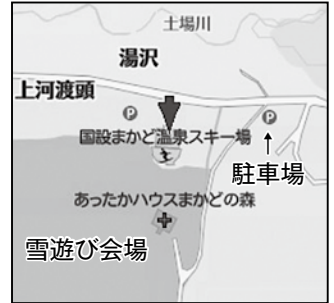 土場川
湯沢
上河渡頭
P
P
国設まかど温泉スキー場
駐車場
あったかハウスまかどの森
雪遊び会場